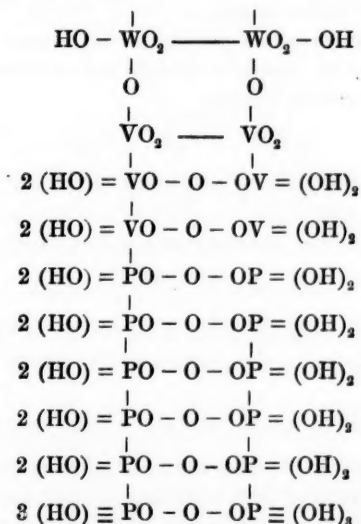 HO – WO₂ —— WO₂ – OH
O O
VO₂ —— VO₂
2 (HO) = VO – O – OV = (OH)₂
2 (HO) = VO – O – OV = (OH)₂
2 (HO) = PO – O – OP = (OH)₂
2 (HO) = PO – O – OP = (OH)₂
2 (HO) = PO – O – OP = (OH)₂
2 (HO) = PO – O – OP = (OH)₂
2 (HO) = PO – O – OP = (OH)₂
3 (HO) ≡ PO – O – OP ≡ (OH)₃